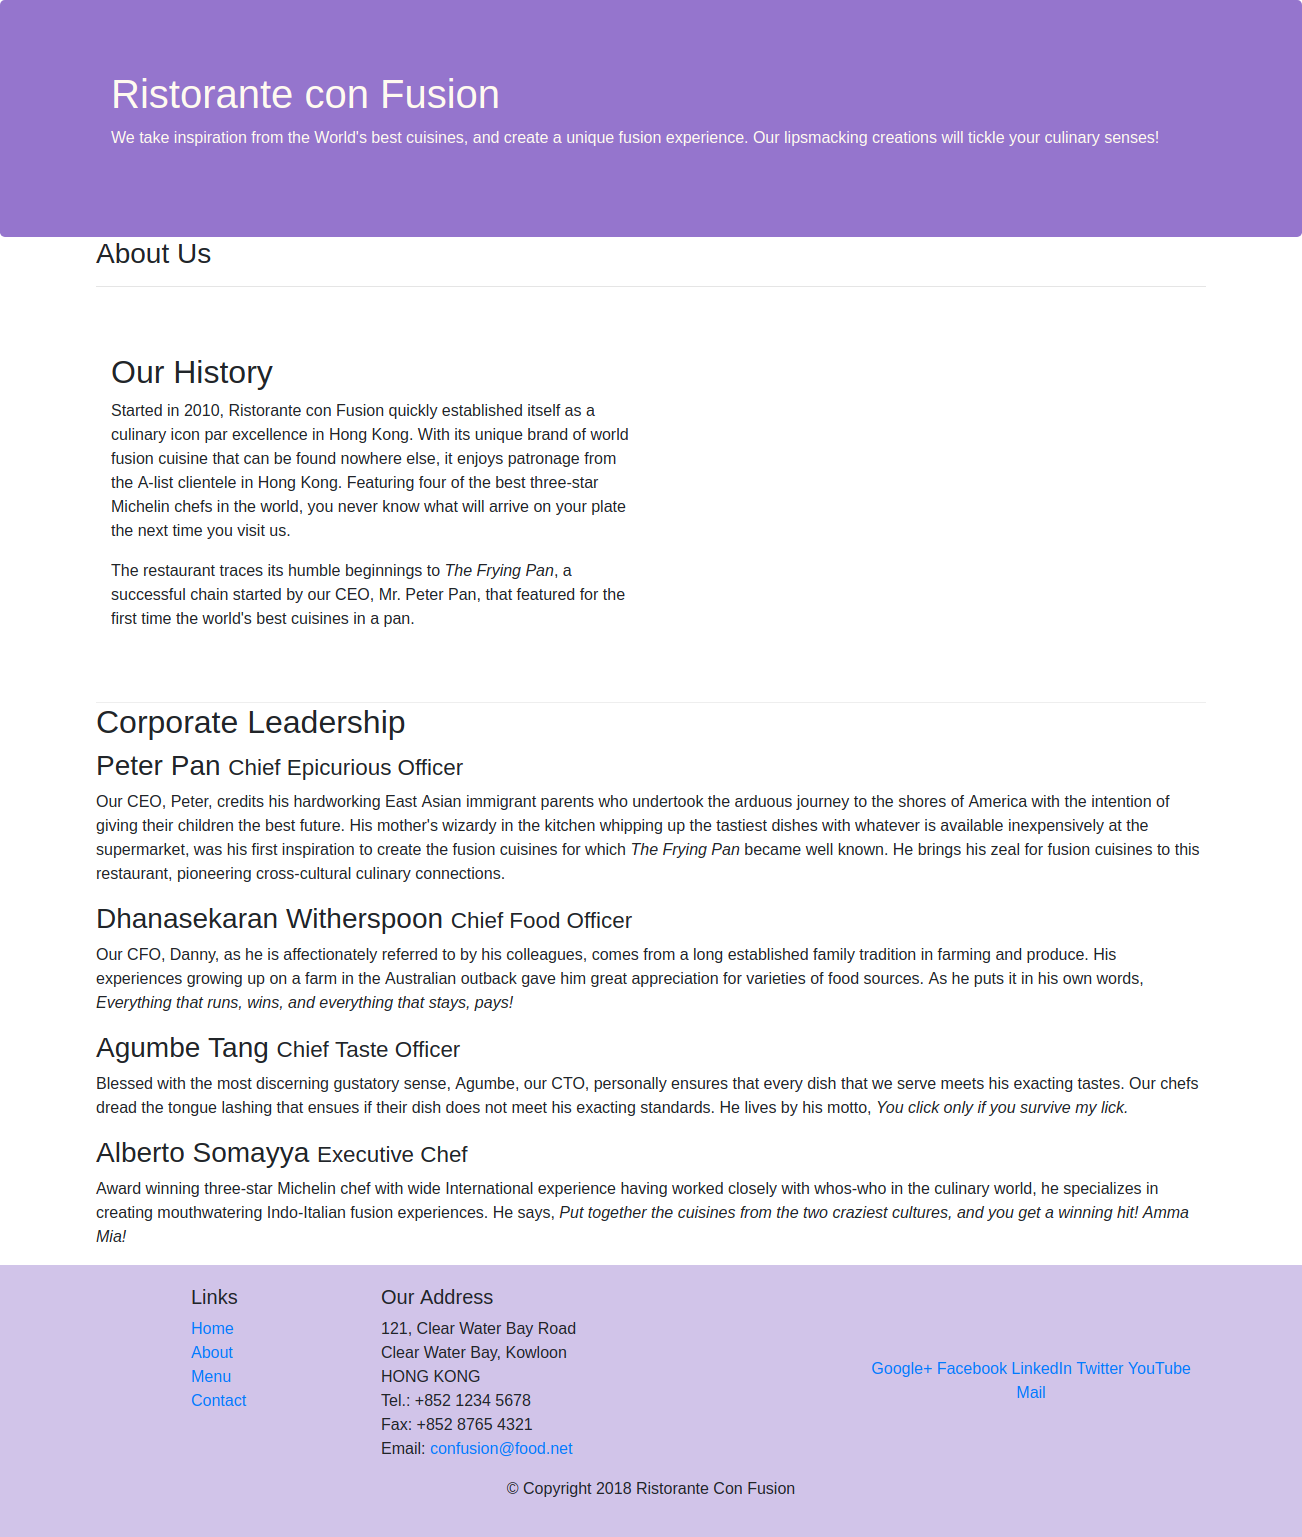 Ristorante con Fusion
We take inspiration from the World's best cuisines, and create a unique fusion experience. Our lipsmacking creations will tickle your culinary senses!
About Us
Our History
Started in 2010, Ristorante con Fusion quickly established itself as a
culinary icon par excellence in Hong Kong. With its unique brand of world
fusion cuisine that can be found nowhere else, it enjoys patronage from
the A-list clientele in Hong Kong. Featuring four of the best three-star
Michelin chefs in the world, you never know what will arrive on your plate
the next time you visit us.
The restaurant traces its humble beginnings to The Frying Pan, a
successful chain started by our CEO, Mr. Peter Pan, that featured for the
first time the world's best cuisines in a pan.
Corporate Leadership
Peter Pan Chief Epicurious Officer
Our CEO, Peter, credits his hardworking East Asian immigrant parents who undertook the arduous journey to the shores of America with the intention of
giving their children the best future. His mother's wizardy in the kitchen whipping up the tastiest dishes with whatever is available inexpensively at the
supermarket, was his first inspiration to create the fusion cuisines for which The Frying Pan became well known. He brings his zeal for fusion cuisines to this
restaurant, pioneering cross-cultural culinary connections.
Dhanasekaran Witherspoon Chief Food Officer
Our CFO, Danny, as he is affectionately referred to by his colleagues, comes from a long established family tradition in farming and produce. His
experiences growing up on a farm in the Australian outback gave him great appreciation for varieties of food sources. As he puts it in his own words,
Everything that runs, wins, and everything that stays, pays!
Agumbe Tang Chief Taste Officer
Blessed with the most discerning gustatory sense, Agumbe, our CTO, personally ensures that every dish that we serve meets his exacting tastes. Our chefs
dread the tongue lashing that ensues if their dish does not meet his exacting standards. He lives by his motto, You click only if you survive my lick.
Alberto Somayya Executive Chef
Award winning three-star Michelin chef with wide International experience having worked closely with whos-who in the culinary world, he specializes in
creating mouthwatering Indo-Italian fusion experiences. He says, Put together the cuisines from the two craziest cultures, and you get a winning hit! Amma
Mia!
Links
Home
About
Menu
Contact
Our Address
121, Clear Water Bay Road
Clear Water Bay, Kowloon
HONG KONG
Tel.: +852 1234 5678
Fax: +852 8765 4321
Email: confusion@food.net
Google+ Facebook LinkedIn Twitter YouTube
Mail
© Copyright 2018 Ristorante Con Fusion